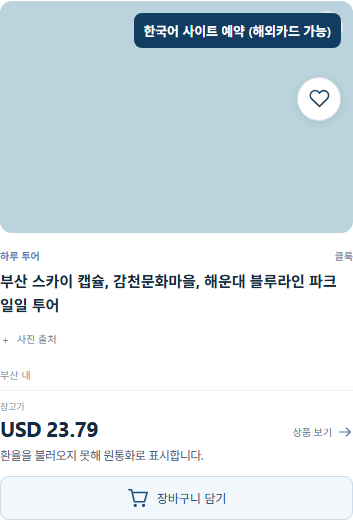 한국어 사이트 예약 (해외카드 가능)
하루 투어
클룩
부산 스카이 캡슐, 감천문화마을, 해운대 블루라인 파크
일일 투어
+ 사진 출처
부산 내
참고가
USD 23.79
상품 보기 →
환율을 불러오지 못해 원통화로 표시합니다.
장바구니 담기